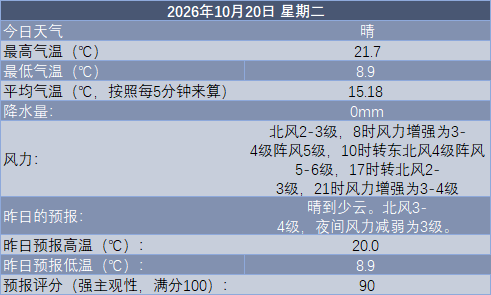 2026年10月20日 星期二
今日天气 晴
最高气温（℃） 21.7
最低气温（℃） 8.9
平均气温（℃，按照每5分钟来算） 15.18
降水量： 0mm
风力： 北风2-3级，8时风力增强为3-
4级阵风5级，10时转东北风4级阵风
5-6级，17时转北风2-
3级，21时风力增强为3-4级
昨日的预报： 晴到少云。北风3-
4级，夜间风力减弱为3级。
昨日预报高温（℃）： 20.0
昨日预报低温（℃）： 8.9
预报评分（强主观性，满分100）： 90